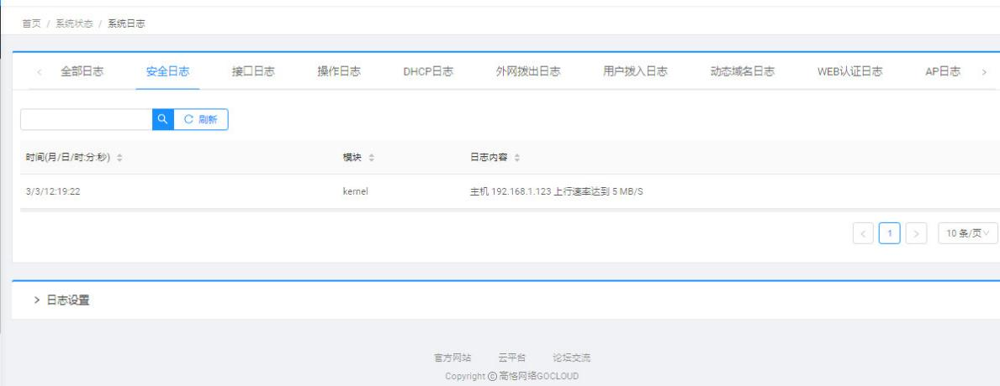 首页 / 系统状态 / 系统日志
全部日志 安全日志 接口日志 操作日志 DHCP日志 外网拨出日志 用户拨入日志 动态域名日志 WEB认证日志 AP日志
刷新
时间(月/日/时:分:秒) 模块 日志内容
3/3/12:19:22 kernel 主机 192.168.1.123 上行速率达到 5 MB/S
1 10 条/页
日志设置
官方网站 云平台 论坛交流
Copyright © 高恪网络GOCLOUD